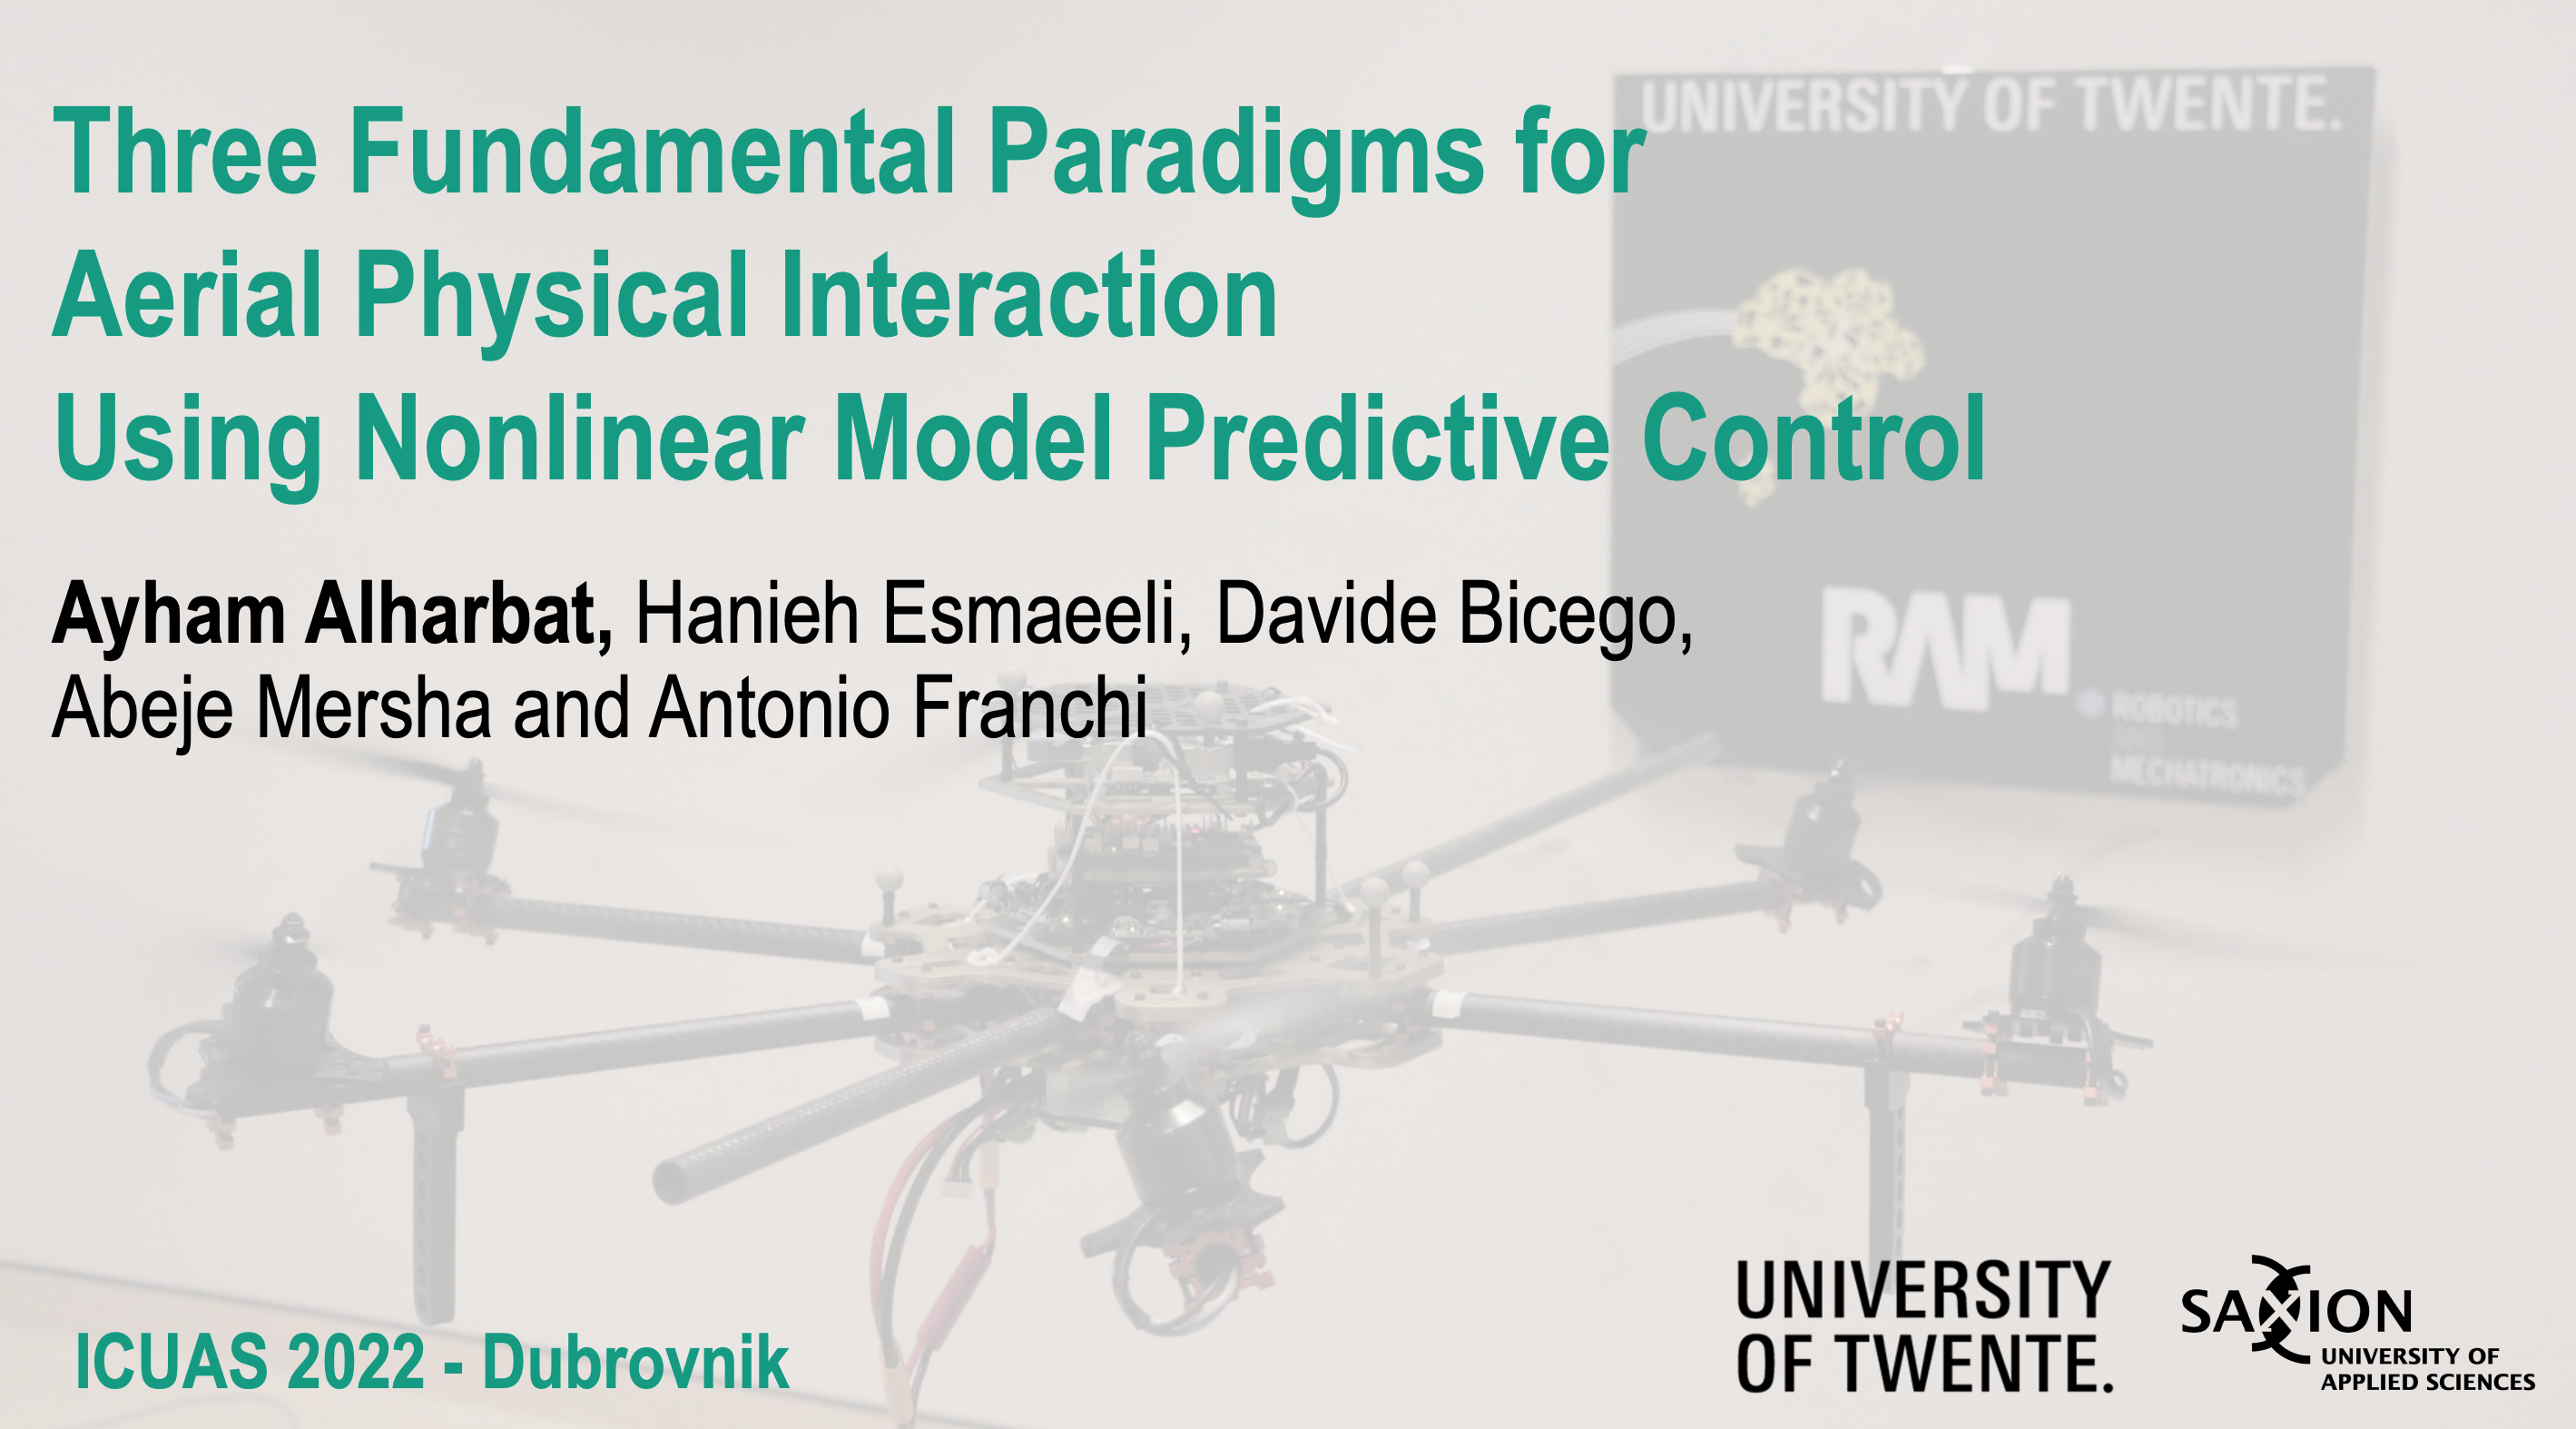 Three Fundamental Paradigms for
Aerial Physical Interaction
Using Nonlinear Model Predictive Control
Ayham Alharbat, Hanieh Esmaeeli, Davide Bicego,
Abeje Mersha and Antonio Franchi
UNIVERSITY OF TWENTE.
RAM
ROBOTICS
AND
MECHATRONICS
ICUAS 2022 - Dubrovnik
UNIVERSITY
OF TWENTE.
SAXION
UNIVERSITY OF
APPLIED SCIENCES